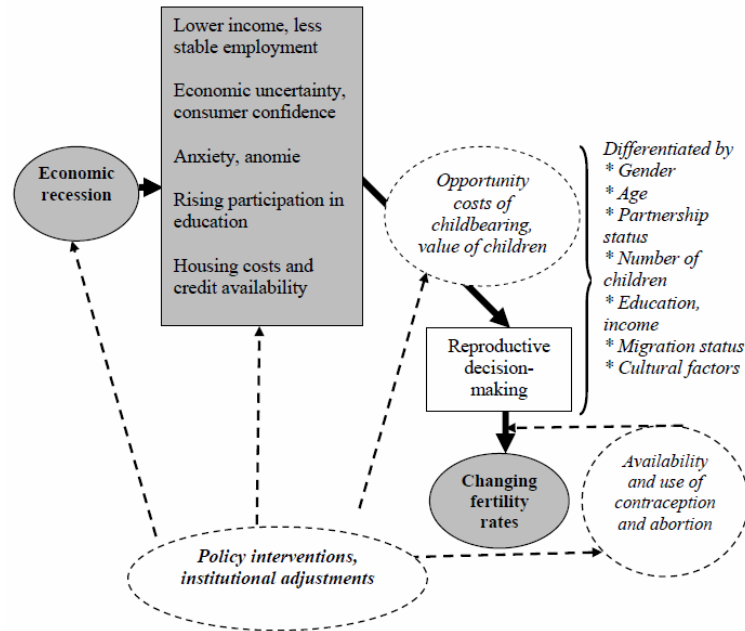 Lower income, less
stable employment
Economic uncertainty,
consumer confidence
Anxiety, anomie
Rising participation in
education
Housing costs and
credit availability
Economic
recession
Opportunity
costs of
childbearing,
value of children
Differentiated by
* Gender
* Age
* Partnership
status
* Number of
children
* Education,
income
* Migration status
* Cultural factors
Reproductive
decision-
making
Changing
fertility
rates
Availability
and use of
contraception
and abortion
Policy interventions,
institutional adjustments